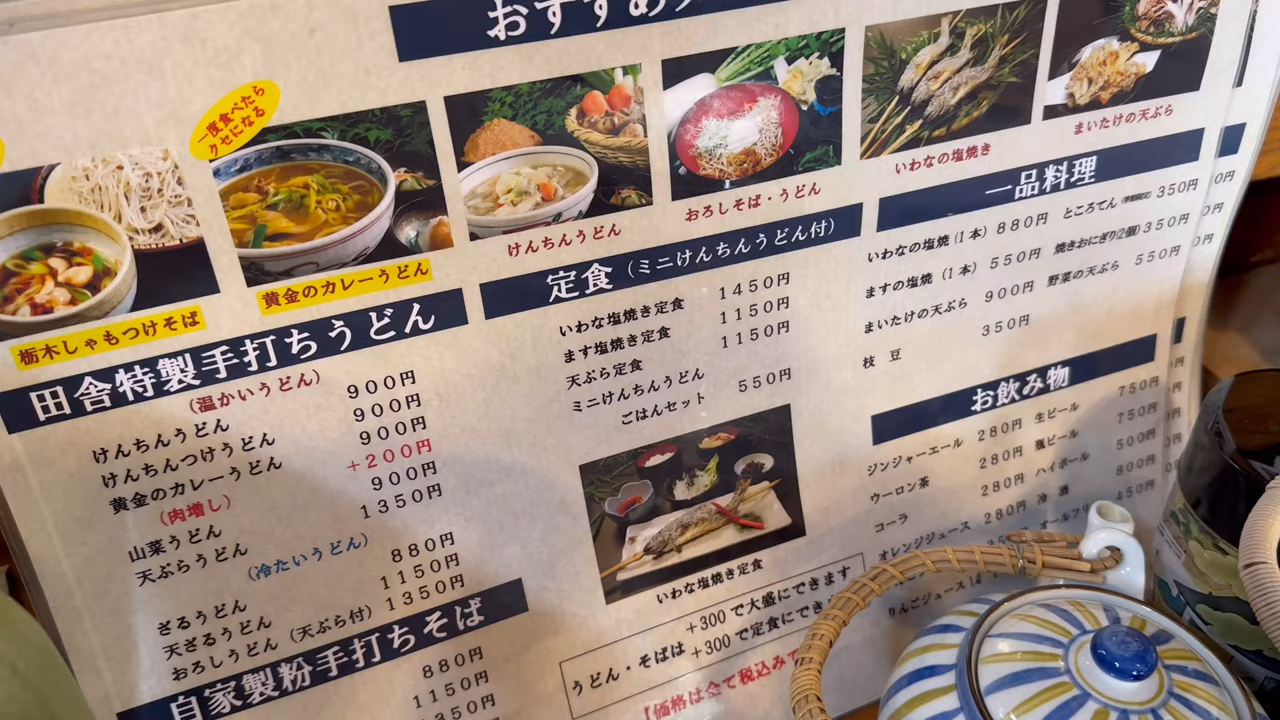 おすすめ
一度食べたら
クセになる
栃木しゃもつけそば
黄金のカレーうどん
けんちんうどん
おろしそば・うどん
いわなの塩焼き
まいたけの天ぷら
田舎特製手打ちうどん
(温かいうどん)
けんちんうどん 900円
けんちんつけうどん 900円
黄金のカレーうどん 900円
(肉増し) +200円
山菜うどん 900円
天ぷらうどん 1350円
(冷たいうどん)
ざるうどん 880円
天ざるうどん 1150円
おろしうどん (天ぷら付) 1350円
自家製粉手打ちそば
880円
1150円
350円
定食 (ミニけんちんうどん付)
いわな塩焼き定食 1450円
ます塩焼き定食 1150円
天ぷら定食 1150円
ミニけんちんうどん
ごはんセット 550円
いわな塩焼き定食
うどん・そばは +300で大盛にできます
+300で定食にでき
【価格は全て税込みで
一品料理
いわなの塩焼 (1本) 880円 ところてん 350円
ますの塩焼 (1本) 550円 焼きおにぎり(2個) 350円
まいたけの天ぷら 900円 野菜の天ぷら 550円
枝豆 350円
お飲み物
ジンジャーエール 280円 生ビール 750円
ウーロン茶 280円 瓶ビール 750円
コーラ 280円 ハイボール 500円
オレンジジュース 280円 冷酒 800円
オールフリ 450円
りんごジュース